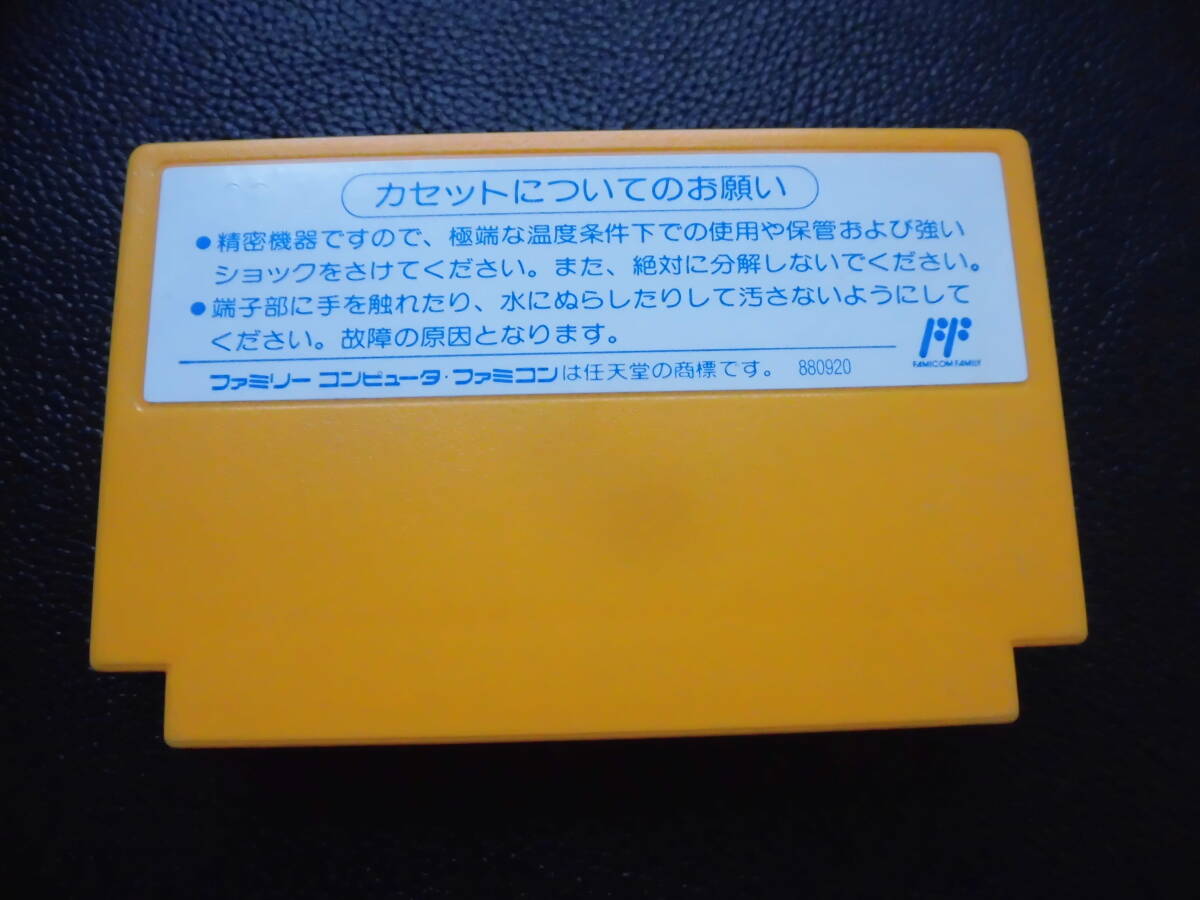 カセットについてのお願い
●精密機器ですので、極端な温度条件下での使用や保管および強い
ショックをさけてください。また、絶対に分解しないでください。
●端子部に手を触れたり、水にぬらしたりして汚さないようにして
ください。故障の原因となります。
FAMICOM FAMILY
ファミリーコンピュータ・ファミコンは任天堂の商標です。 880920